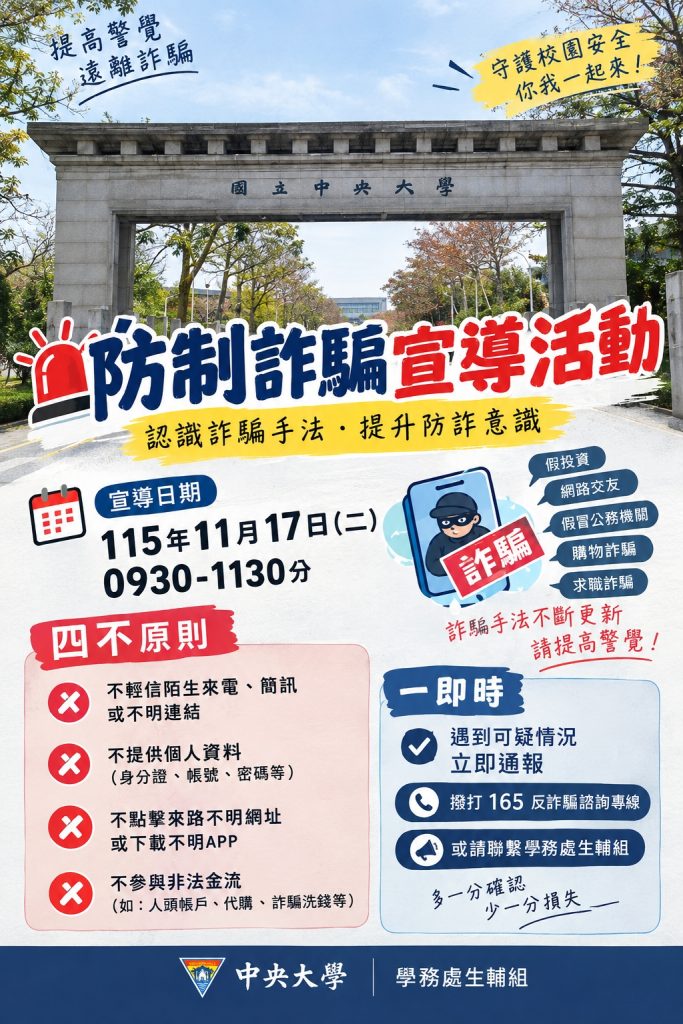 提高警覺
遠離詐騙
守護校園安全
你我一起來！
國立中央大學
防制詐騙宣導活動
認識詐騙手法・提升防詐意識
宣導日期
115年11月17日(二)
0930-1130分
詐騙
假投資
網路交友
假冒公務機關
購物詐騙
求職詐騙
詐騙手法不斷更新
請提高警覺！
四不原則
不輕信陌生來電、簡訊
或不明連結
不提供個人資料
（身分證、帳號、密碼等）
不點擊來路不明網址
或下載不明APP
不參與非法金流
（如：人頭帳戶、代購、詐騙洗錢等）
一即時
遇到可疑情況
立即通報
撥打 165 反詐騙諮詢專線
或請聯繫學務處生輔組
多一分確認
少一分損失
中央大學
學務處生輔組